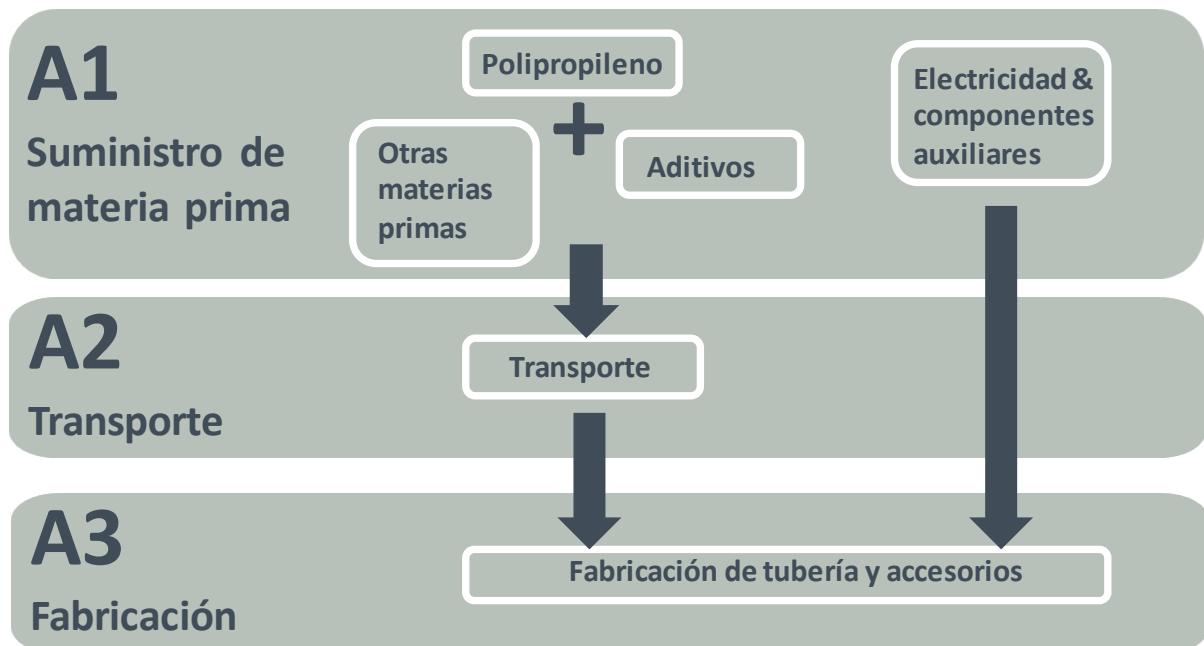 A1
Suministro de
materia prima
Polipropileno
+
Otras
materias
primas
Aditivos
Electricidad &
componentes
auxiliares
A2
Transporte
Transporte
A3
Fabricación
Fabricación de tubería y accesorios